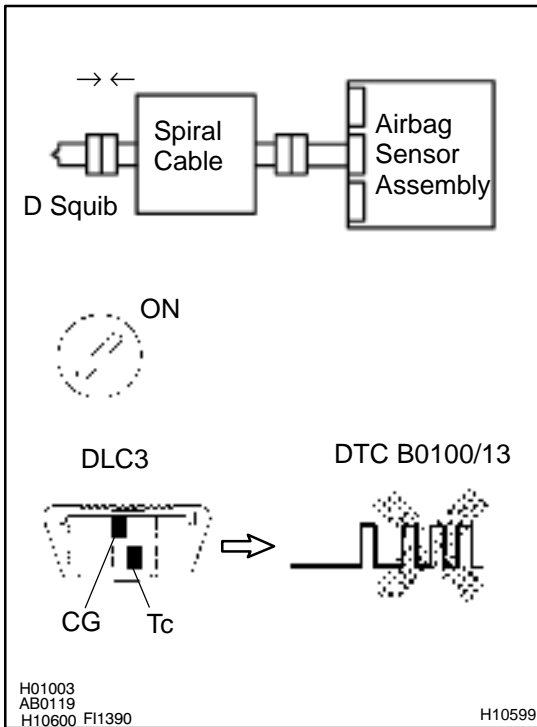 Spiral
Cable
Airbag
Sensor
Assembly
D Squib
ON
DLC3
DTC B0100/13
CG
Tc
H01003
AB0119
H10600 FI1390
H10599